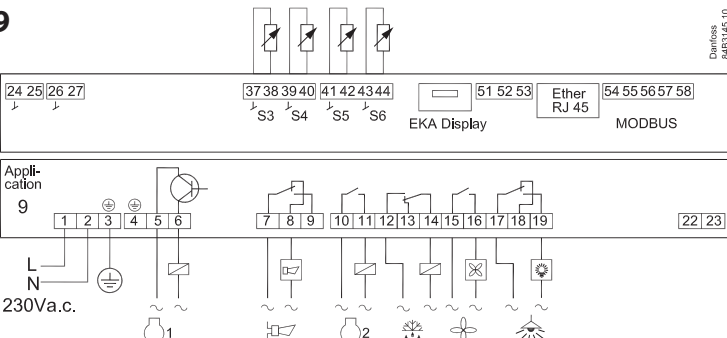 9
Danfoss
84B3145.10
24 25 26 27
37 38 39 40 41 42 43 44
S3 S4 S5 S6
EKA Display
51 52 53
Ether
RJ 45
54 55 56 57 58
MODBUS
Appli-
cation
9
1 2 3 4 5 6 7 8 9 10 11 12 13 14 15 16 17 18 19 22 23
L
N
230Va.c.
1
2